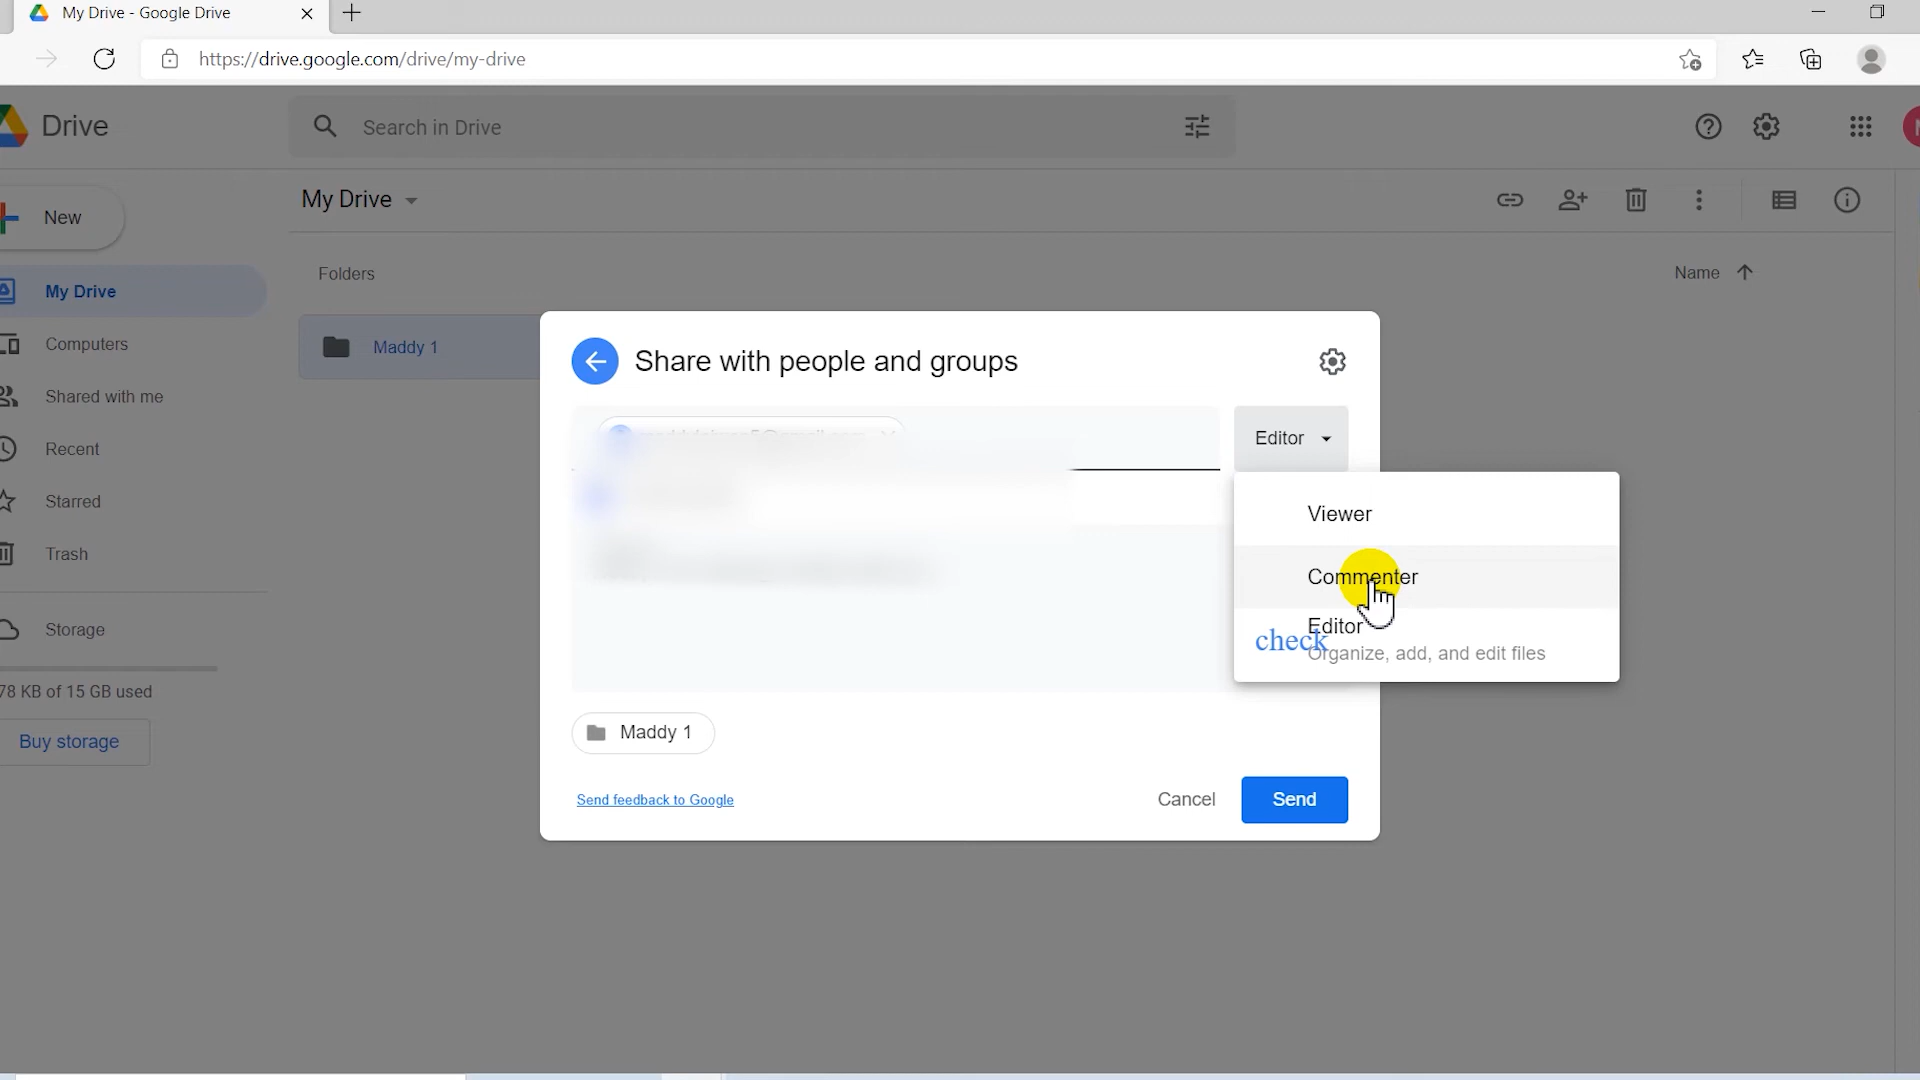 My Drive - Google Drive
https://drive.google.com/drive/my-drive
Drive
Search in Drive
New
My Drive
My Drive
Computers
Shared with me
Recent
Starred
Trash
Storage
78 KB of 15 GB used
Buy storage
Folders
Name
Maddy 1
Share with people and groups
Editor
Viewer
Commenter
Editor
check
Organize, add, and edit files
Maddy 1
Send feedback to Google
Cancel
Send